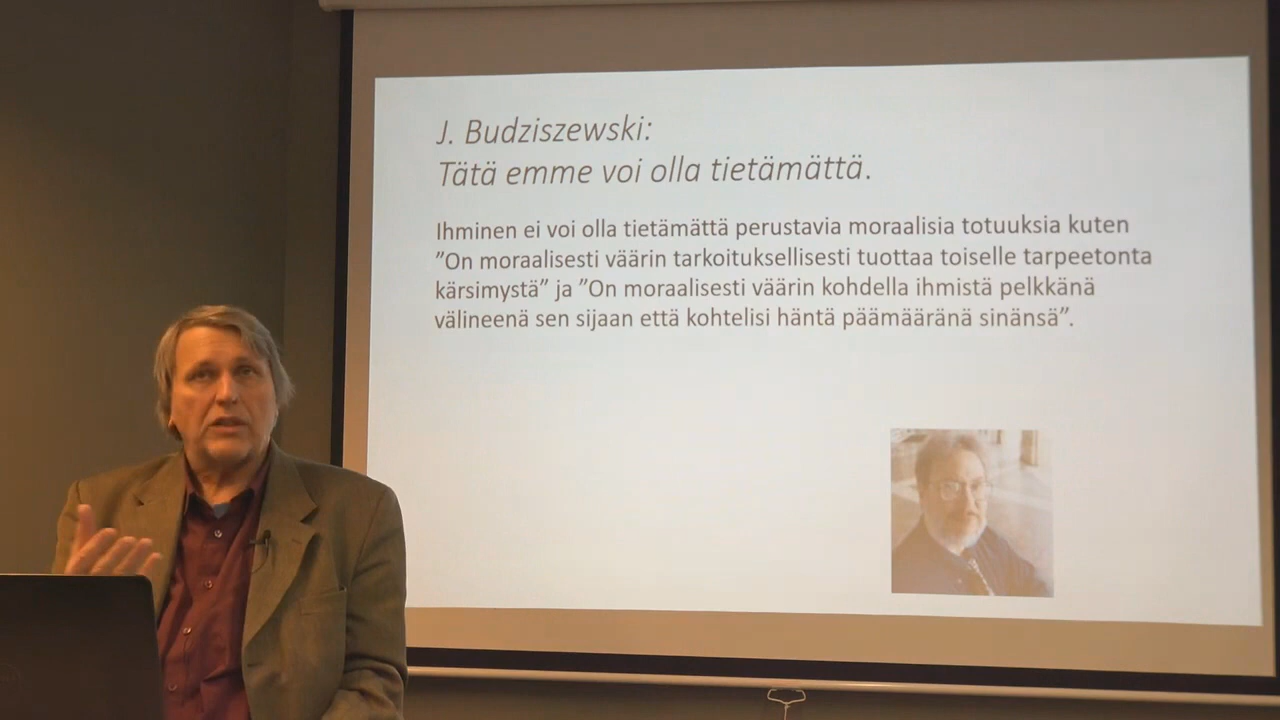 J. Budziszewski:
Tätä emme voi olla tietämättä.
Ihminen ei voi olla tietämättä perustavia moraalisia totuuksia kuten
”On moraalisesti väärin tarkoituksellisesti tuottaa toiselle tarpeetonta
kärsimystä” ja ”On moraalisesti väärin kohdella ihmistä pelkkänä
välineenä sen sijaan että kohtelisi häntä päämääränä sinänsä”.